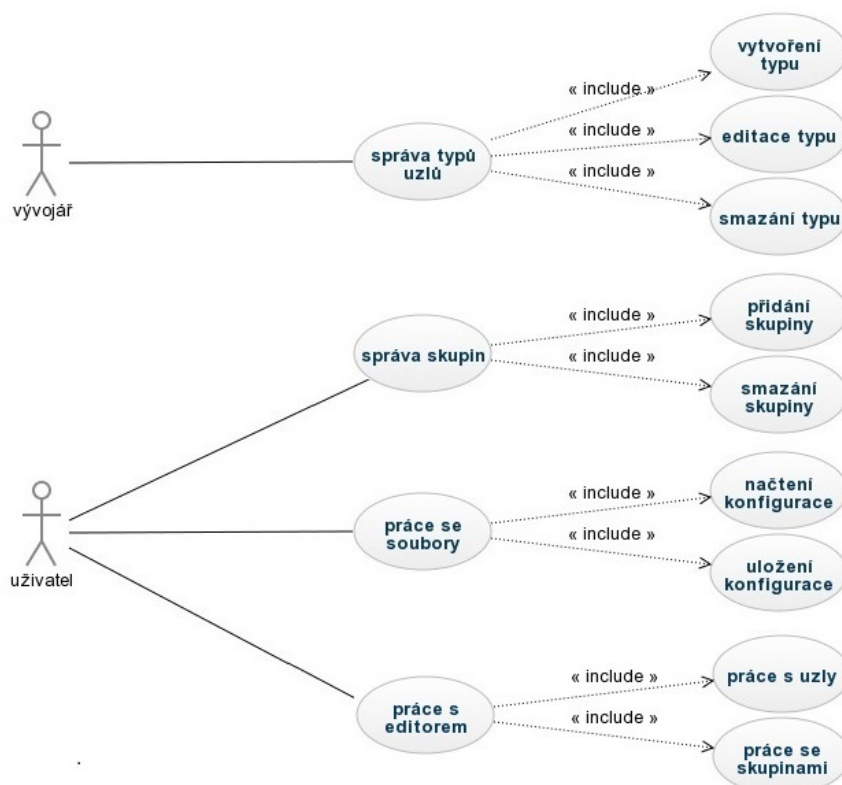 vytvoření
typu
« include »
« include »
editace typu
správa typů
uzlů
« include »
smazání typu
vývojář
přidání
skupiny
« include »
správa skupin
« include »
smazání
skupiny
načtení
konfigurace
« include »
práce se
soubory
« include »
uložení
konfigurace
uživatel
« include »
práce s uzly
práce s
editorem
« include »
práce se
skupinami
.